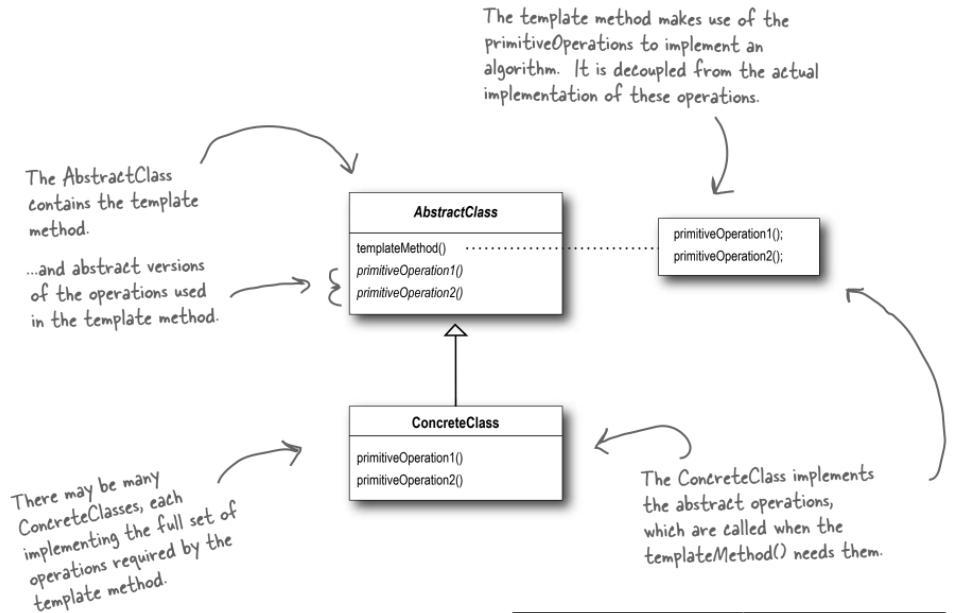 The template method makes use of the
primitiveOperations to implement an
algorithm. It is decoupled from the actual
implementation of these operations.
The AbstractClass
contains the template
method.
...and abstract versions
of the operations used
in the template method.
AbstractClass
templateMethod()
primitiveOperation1()
primitiveOperation2()
primitiveOperation1();
primitiveOperation2();
ConcreteClass
primitiveOperation1()
primitiveOperation2()
There may be many
ConcreteClasses, each
implementing the full set of
operations required by the
template method.
The ConcreteClass implements
the abstract operations,
which are called when the
templateMethod() needs them.